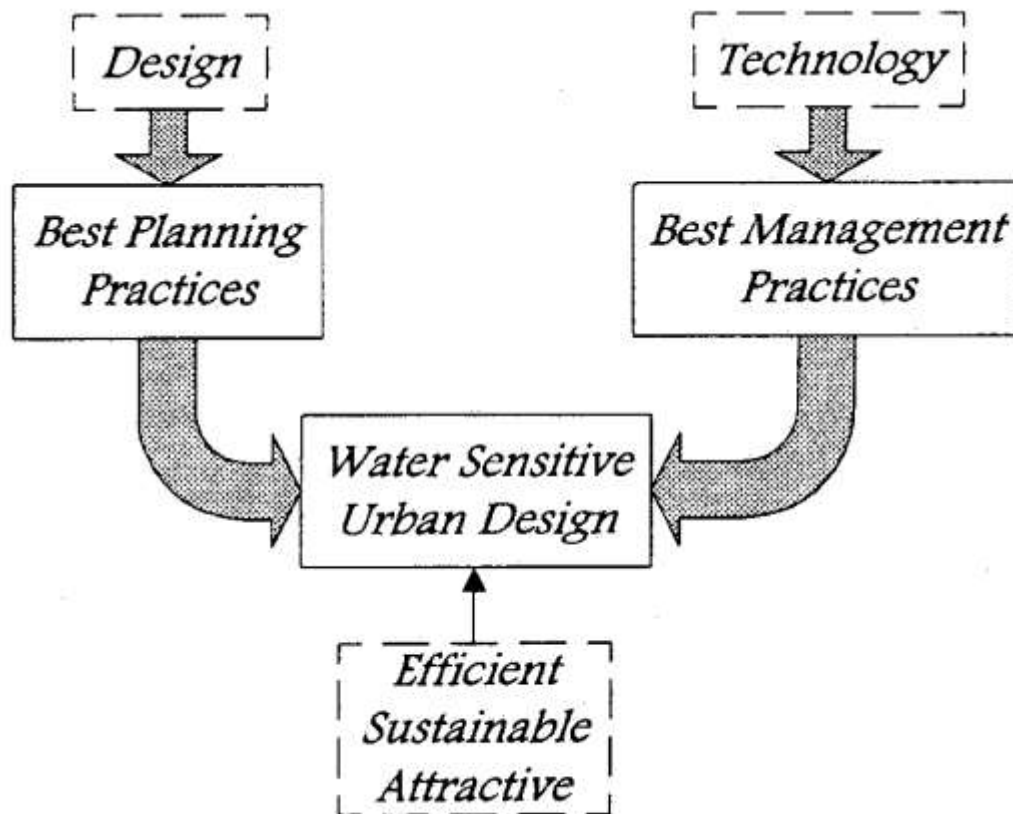 Design
Technology
Best Planning
Practices
Best Management
Practices
Water Sensitive
Urban Design
Efficient
Sustainable
Attractive